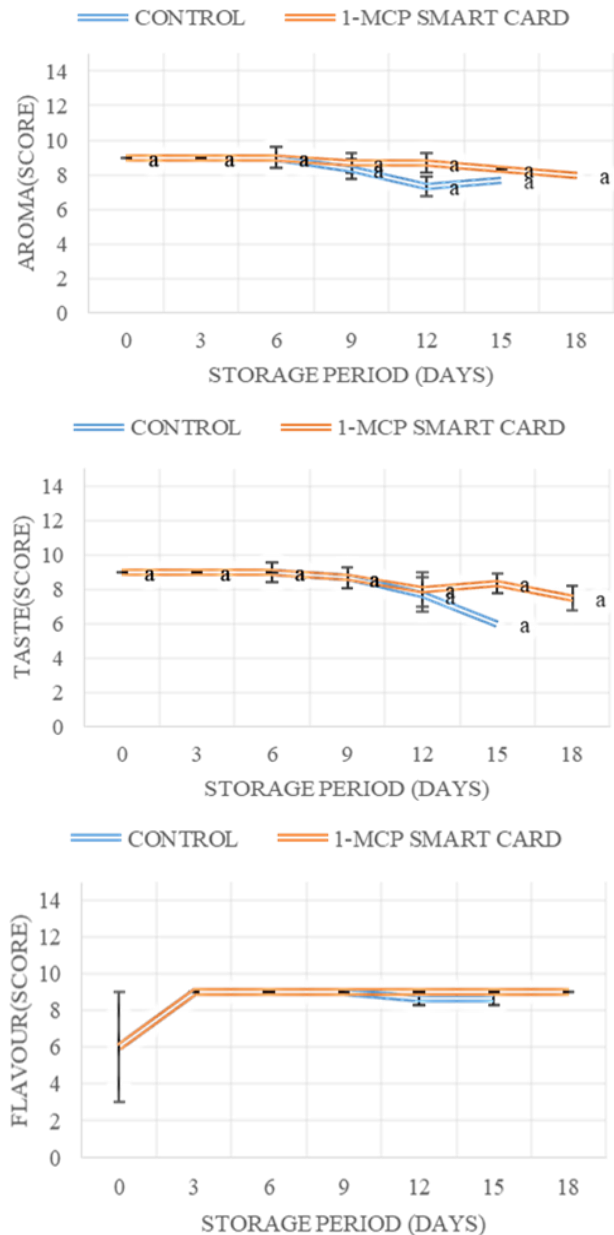 CONTROL 1-MCP SMART CARD
14
12
10
8
6
4
2
0
AROMA(SCORE)
a a a a a a a a a a
0 3 6 9 12 15 18
STORAGE PERIOD (DAYS)
CONTROL 1-MCP SMART CARD
14
12
10
8
6
4
2
0
TASTE(SCORE)
a a a a a a a a a
0 3 6 9 12 15 18
STORAGE PERIOD (DAYS)
CONTROL 1-MCP SMART CARD
14
12
10
8
6
4
2
0
FLAVOUR(SCORE)
0 3 6 9 12 15 18
STORAGE PERIOD (DAYS)